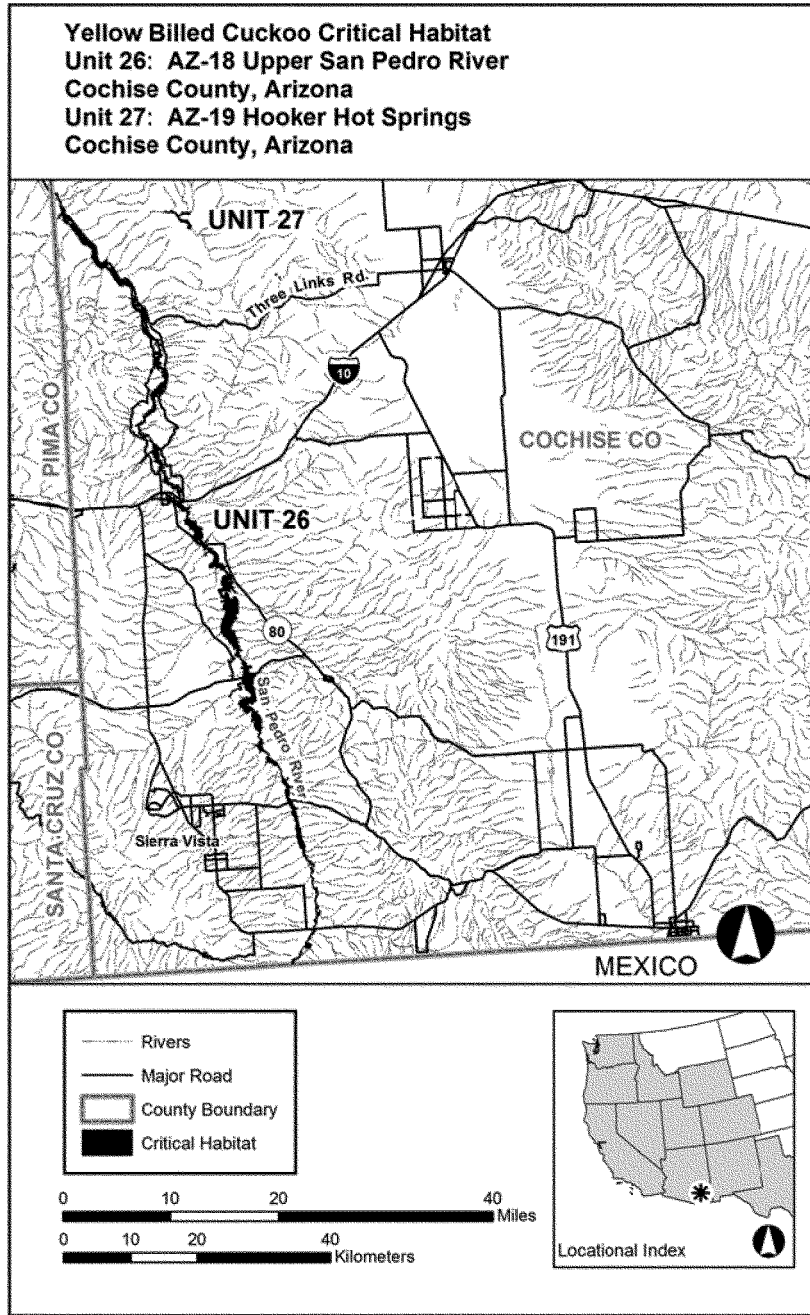 Yellow Billed Cuckoo Critical Habitat
Unit 26: AZ-18 Upper San Pedro River
Cochise County, Arizona
Unit 27: AZ-19 Hooker Hot Springs
Cochise County, Arizona
UNIT 27
Three Links Rd.
10
PIMA CO
COCHISE CO
UNIT 26
80
191
San Pedro River
SANTA CRUZ CO
Sierra Vista
MEXICO
Rivers
Major Road
County Boundary
Critical Habitat
0 10 20 40 Miles
0 10 20 40 Kilometers
Locational Index